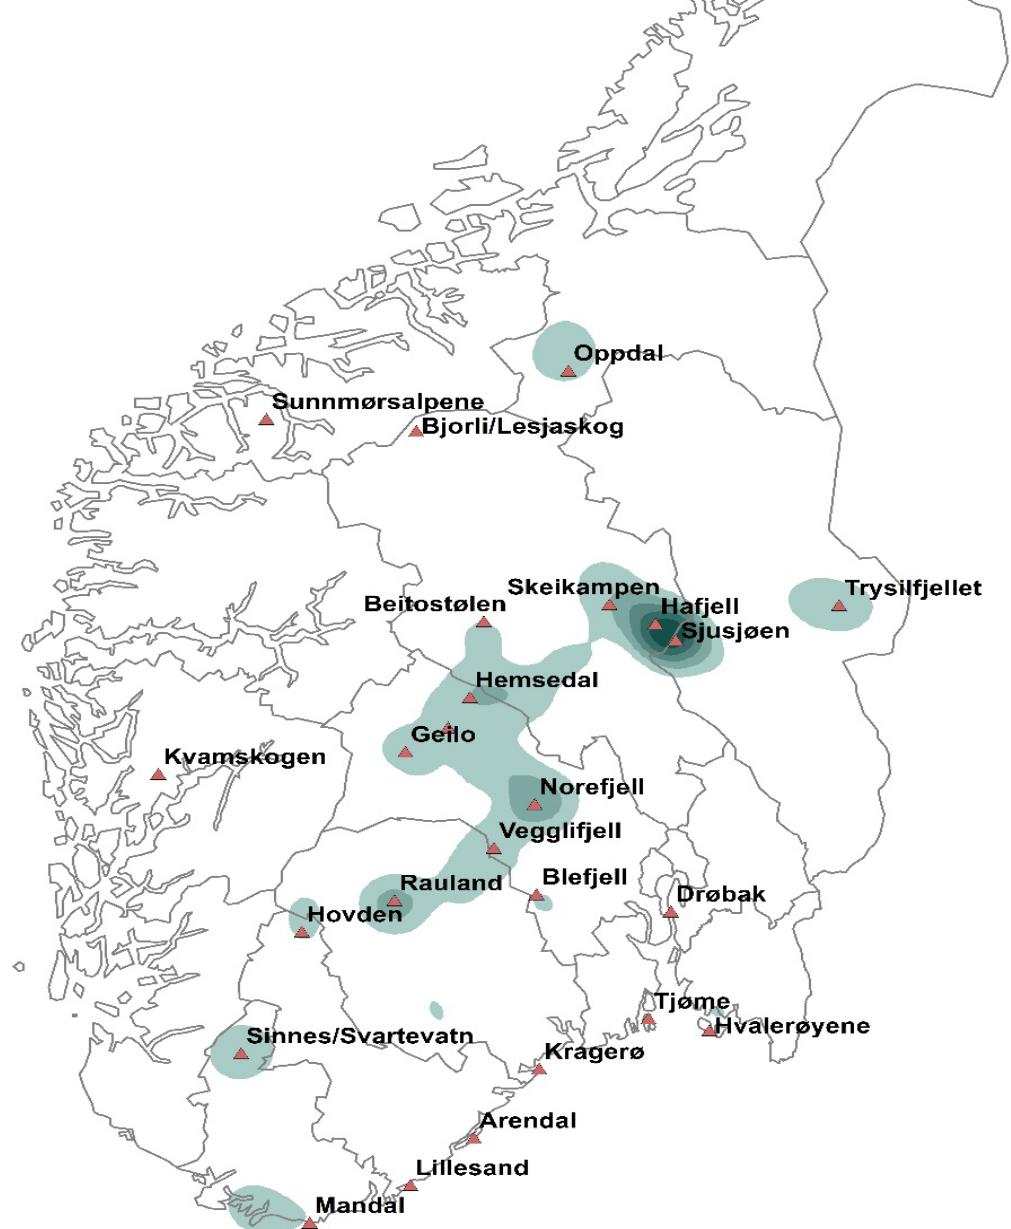 Oppdal
Sunnmørsalpene
Bjorli/Lesjaskog
Skeikampen
Trysilfjellet
Beitostølen
Hafjell
Sjusjøen
Hemsedal
Geilo
Kvamskogen
Norefjell
Vegglifjell
Blefjell
Rauland
Drøbak
Hovden
Tjøme
Hvalerøyene
Sinnes/Svartevatn
Kragerø
Arendal
Lillesand
Mandal